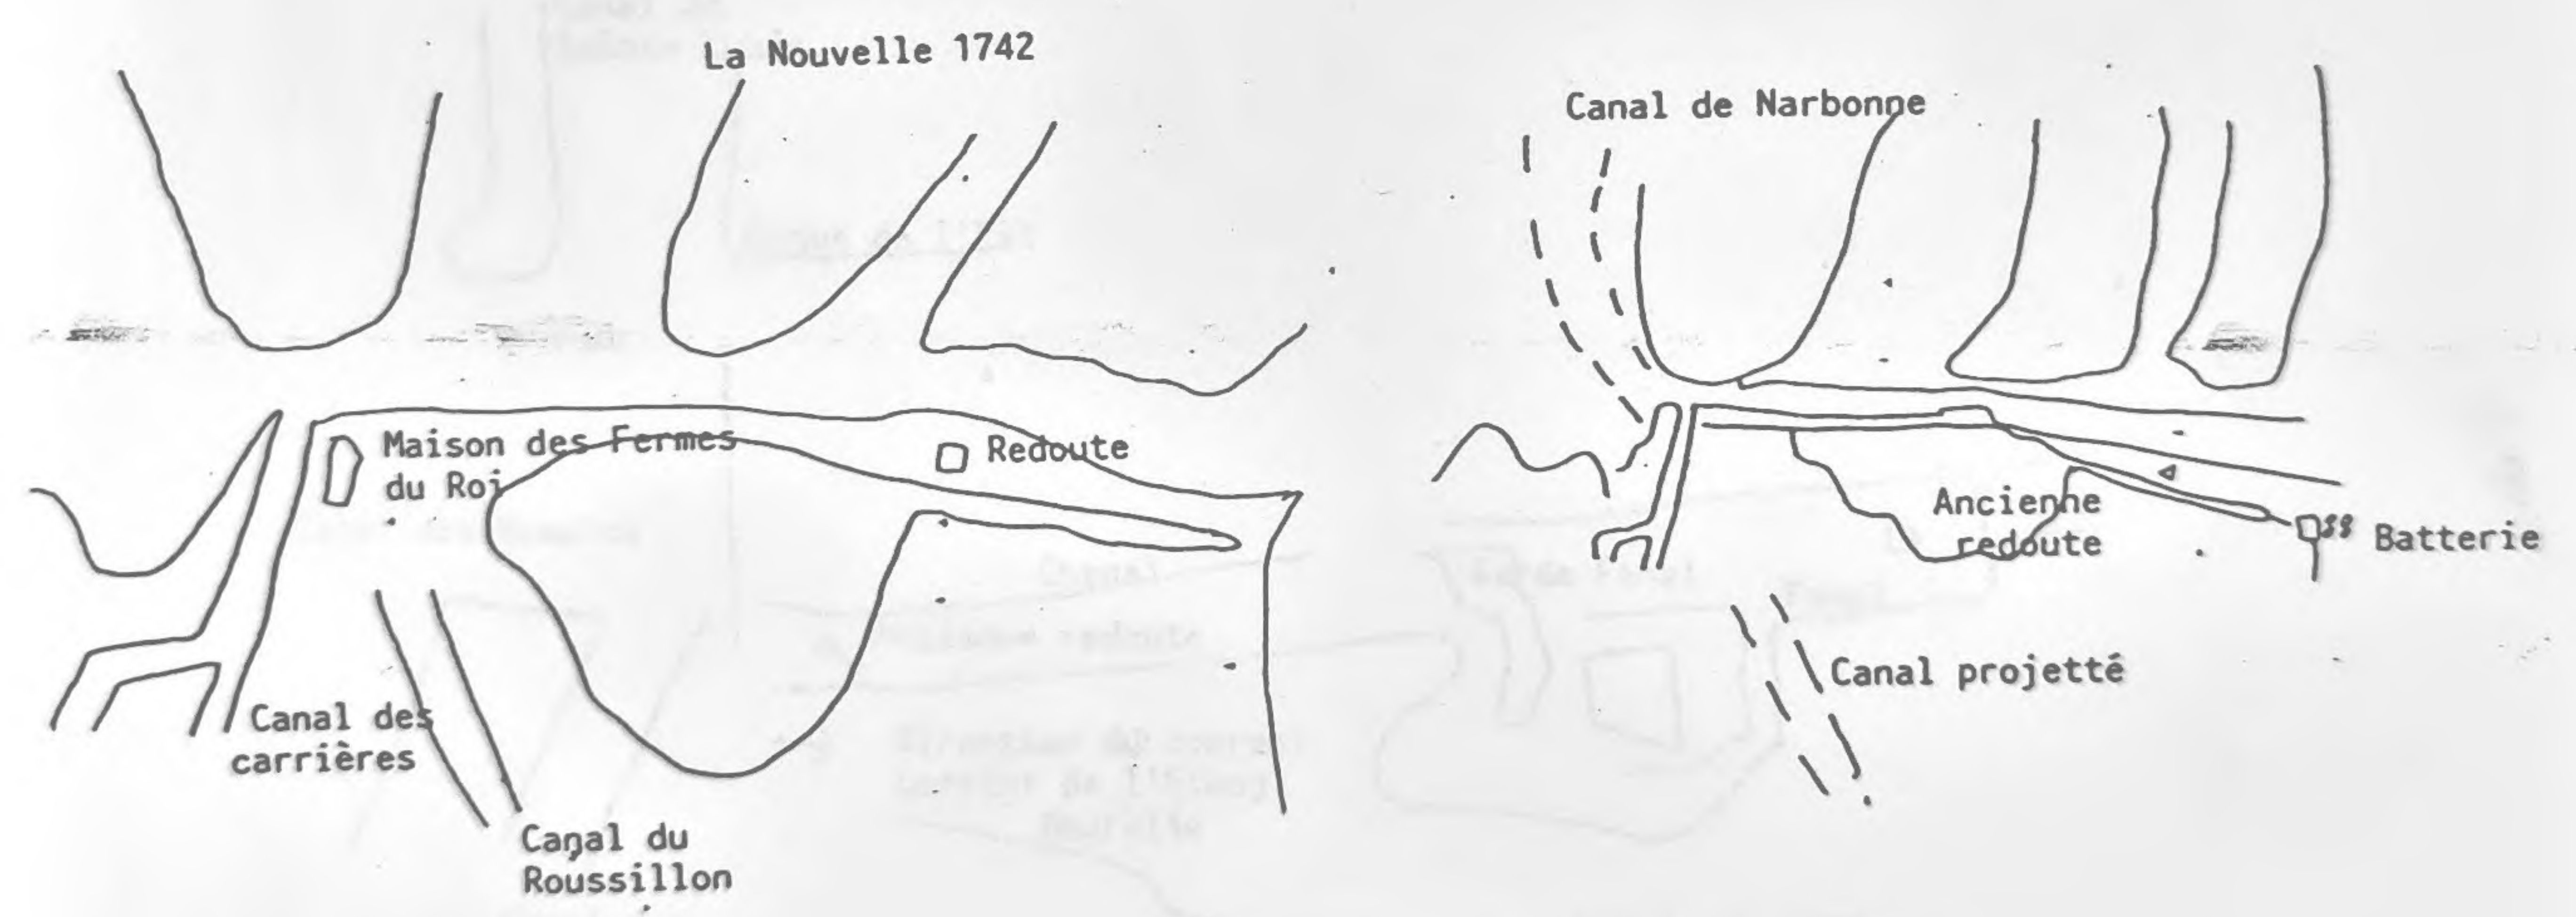 La Nouvelle 1742
Maison des Fermes
du Roi
Redoute
Canal des
carrières
Canal du
Roussillon
Canal de Narbonne
Ancienne
redoute
Batterie
Canal projetté